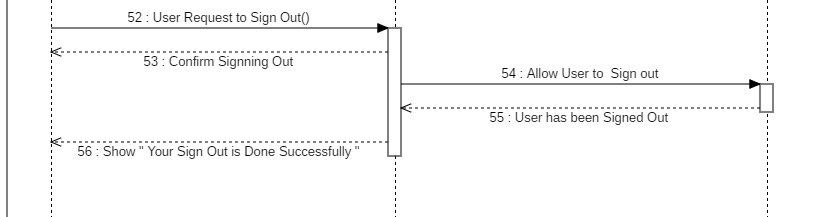 52 : User Request to Sign Out()
53 : Confirm Signning Out
54 : Allow User to  Sign out
55 : User has been Signed Out
56 : Show " Your Sign Out is Done Successfully "